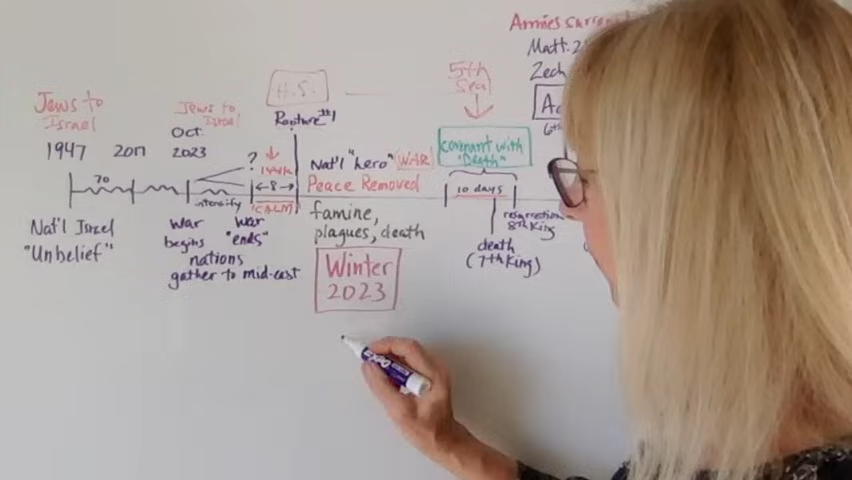 Jews to
Israel
1947
2017
70
Nat'l Israel
"Unbelief"
Jews to
Israel
Oct.
2023
intensify
war
begins
war
"ends"
nations
gather to mid-east
?
144K
8
"CALM"
H.S.
Rapture #1
Nat'l "hero" WAR
Peace Removed
famine,
plagues, death
Winter
2023
5th
Seal
covenant with
"Death"
10 days
death
(7th King)
resurrection
8th King
Armies
Matt.
Zech
6th